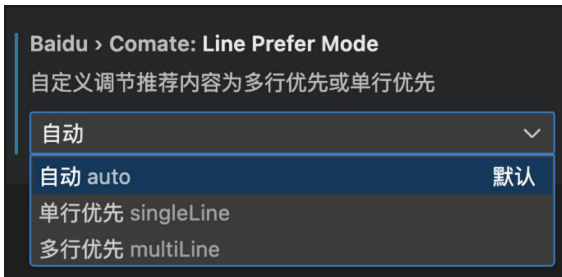 Baidu › Comate: Line Prefer Mode
自定义调节推荐内容为多行优先或单行优先
自动
自动 auto 默认
单行优先 singleLine
多行优先 multiLine